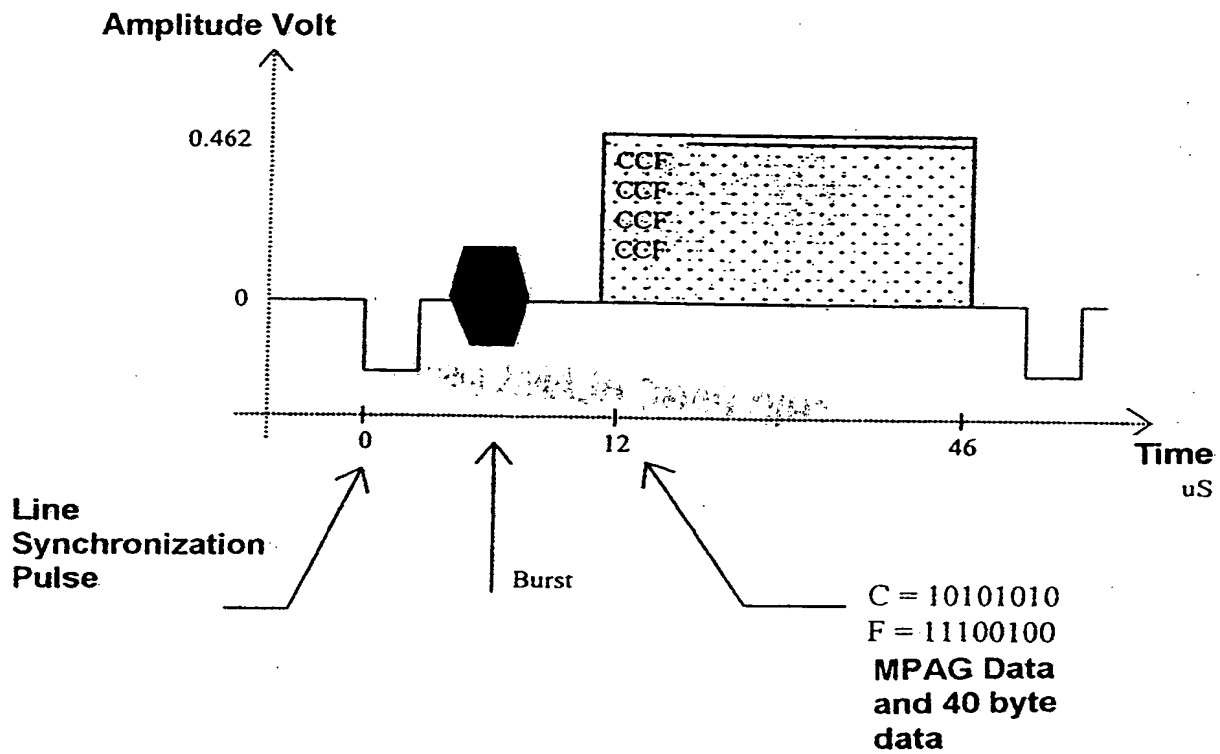 Amplitude Volt
0.462
CCF
CCF
CCF
CCF
0
0
12
46
Time
uS
Line
Synchronization
Pulse
Burst
C = 10101010
F = 11100100
MPAG Data
and 40 byte
data